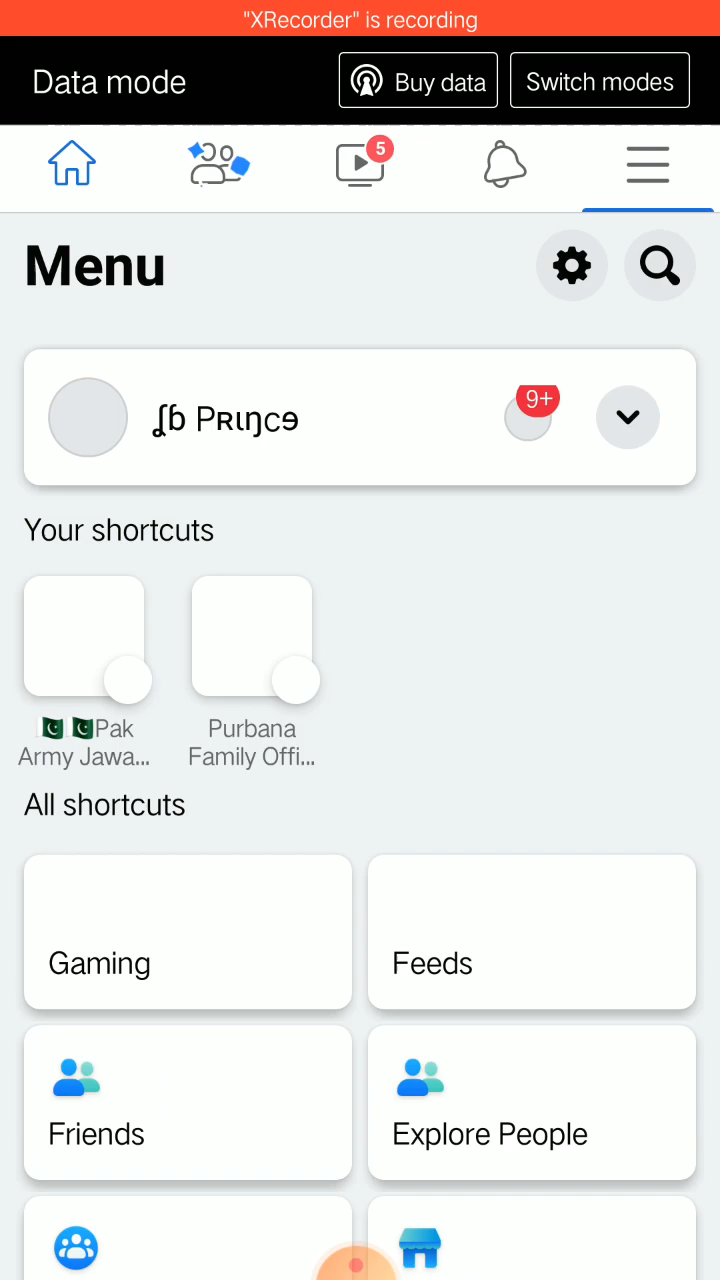 "XRecorder" is recording
Data mode
Buy data
Switch modes
5
Menu
ʆɓ Pʀɩŋcɘ
9+
Your shortcuts
🇵🇰🇵🇰Pak
Army Jawa...
Purbana
Family Offi...
All shortcuts
Gaming
Feeds
Friends
Explore People